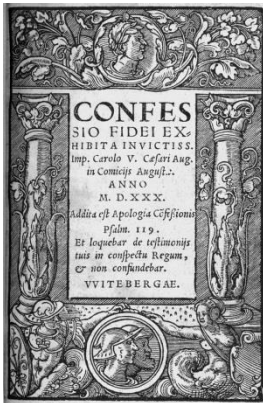 CONFES
SIO FIDEI EX-
HIBITA INVICTISS.
Imp. Carolo V. Cæsari Aug.
in Comicijs August.:.
ANNO
M. D. XXX.
Addita est Apologia Cõfeſsionis
Pſalm. 119.
Et loquebar de teſtimonijs
tuis in conſpectu Regum,
& non confundebar.
VVITEBERGAE.